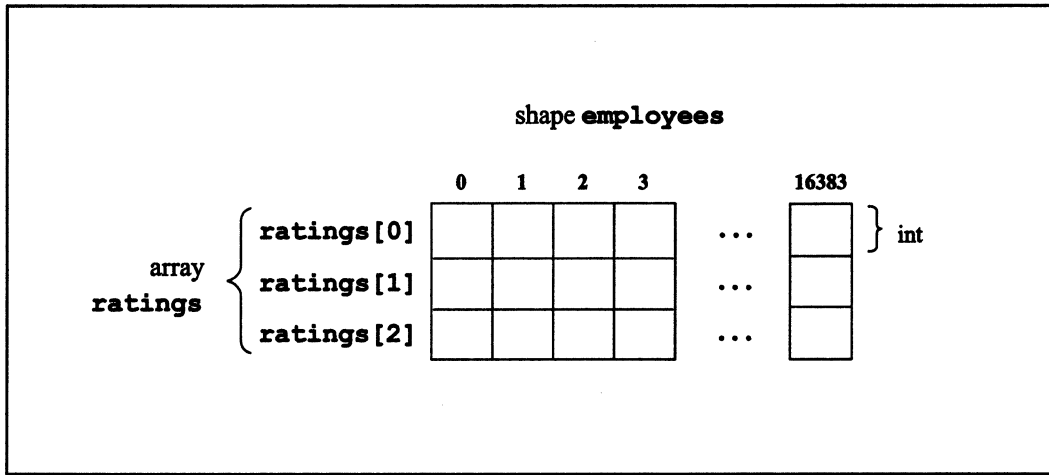 shape employees
0 1 2 3 16383
ratings[0] ... int
array
ratings[1] ...
ratings
ratings[2] ...